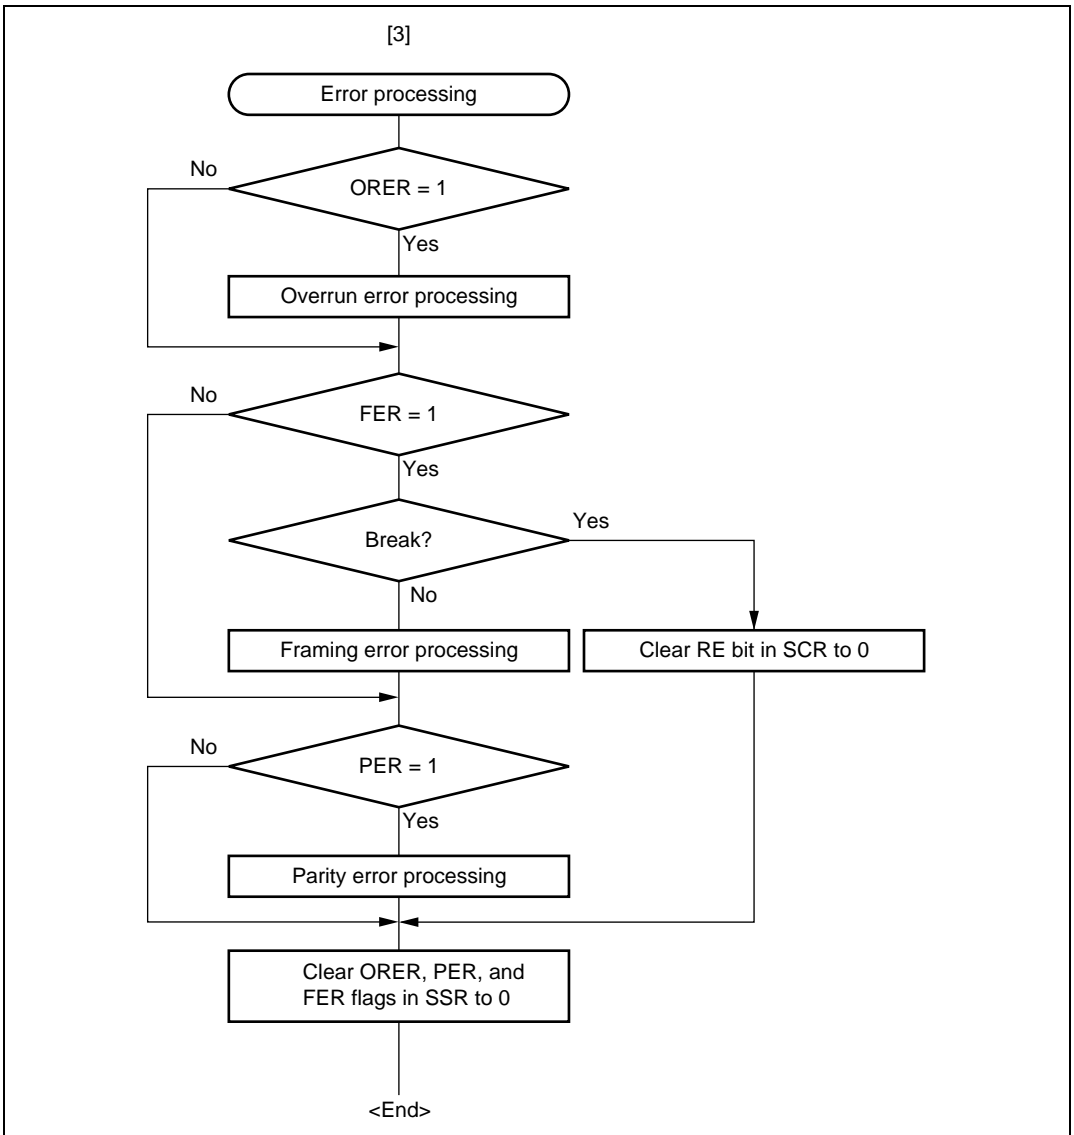 [3]
Error processing
No
ORER = 1
Yes
Overrun error processing
No
FER = 1
Yes
Break?
Yes
No
Framing error processing
Clear RE bit in SCR to 0
No
PER = 1
Yes
Parity error processing
Clear ORER, PER, and
FER flags in SSR to 0
<End>